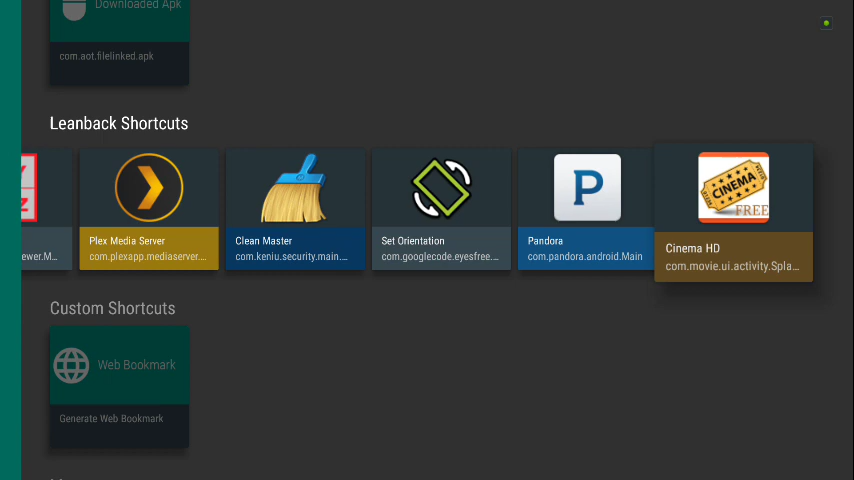 Downloaded Apk
com.aot.filelinked.apk
Leanback Shortcuts
Z
Plex Media Server
Clean Master
Set Orientation
Pandora
P
CINEMA
FREE
Cinema HD
ewer.M...
com.plexapp.mediaserver....
com.keniu.security.main....
com.googlecode.eyesfree....
com.pandora.android.Main
com.movie.ui.activity.Spla...
Custom Shortcuts
Web Bookmark
Generate Web Bookmark